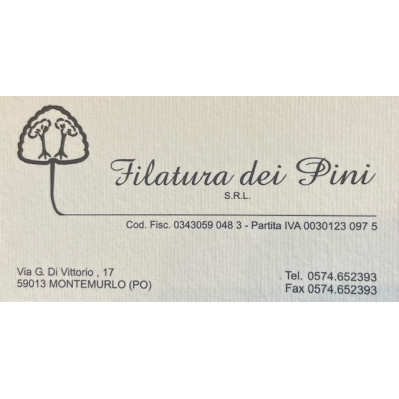 Filatura dei Pini
S.R.L.
Cod. Fisc. 0343059 048 3 - Partita IVA 0030123 097 5
Via G. Di Vittorio , 17
59013 MONTEMURLO (PO)
Tel. 0574.652393
Fax 0574.652393